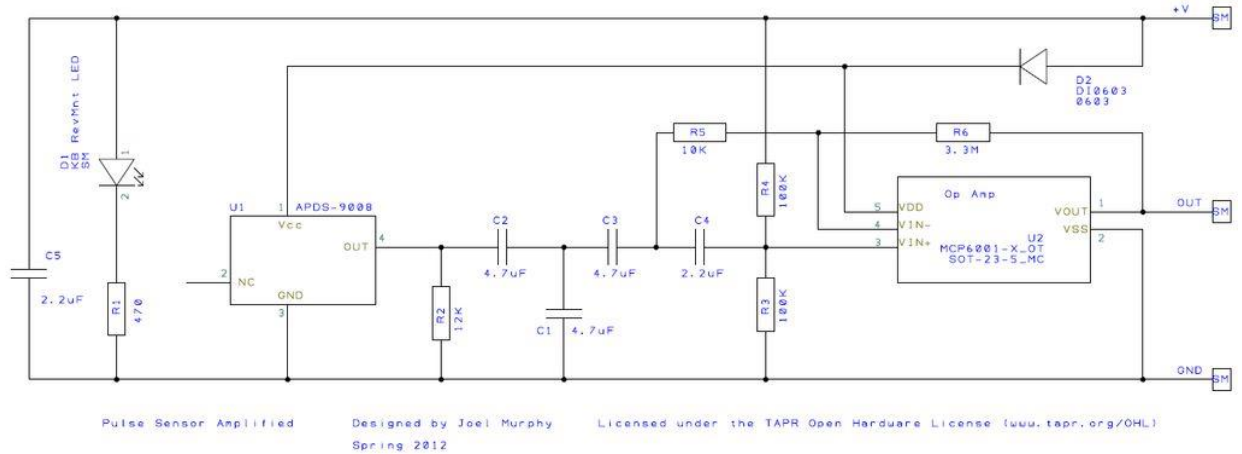 +V
SM
D1
KB RevMnt LED
SM
1
2
D2
DI0603
0603
R5
10K
R6
3.3M
R4
100K
Op Amp
U1
1
APDS-9008
Vcc
OUT
4
2
NC
GND
3
C2
4.7uF
C3
4.7uF
C4
2.2uF
5
VDD
4
VIN-
3
VIN+
VOUT
1
VSS
2
U2
MCP6001-X_OT
SOT-23-5_MC
OUT
SM
C5
2.2uF
R1
470
R2
12K
C1
4.7uF
R3
100K
GND
SM
Pulse Sensor Amplified
Designed by Joel Murphy
Spring 2012
Licensed under the TAPR Open Hardware License (www.tapr.org/OHL)